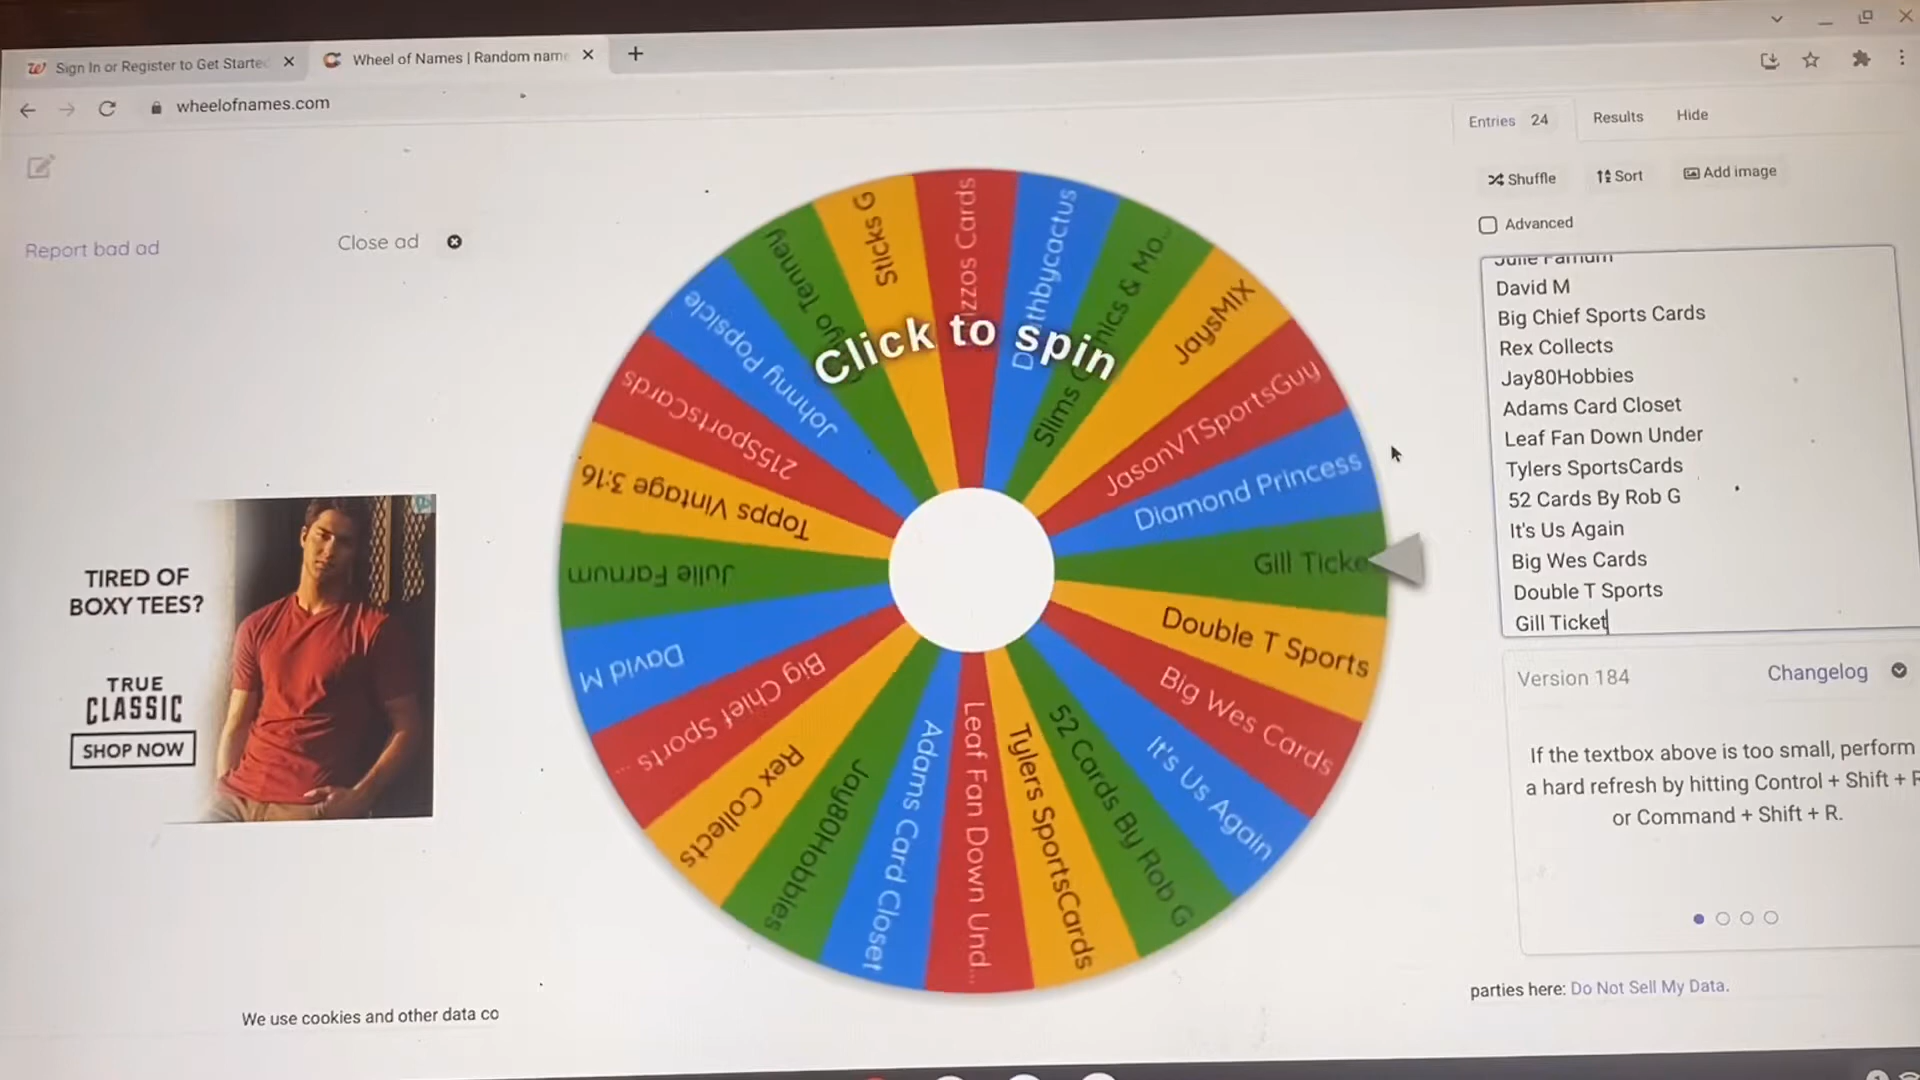 Sign In or Register to Get Starte
Wheel of Names | Random name
wheelofnames.com
Entries 24
Results
Hide
Shuffle
Sort
Add image
Advanced
Report bad ad
Close ad
David M
Big Chief Sports Cards
Rex Collects
Jay80Hobbies
Adams Card Closet
Leaf Fan Down Under
Tylers SportsCards
52 Cards By Rob G
It's Us Again
Big Wes Cards
Double T Sports
Gill Ticket
Click to spin
Sticks G
Cards
JaysMIX
JasonVTSportsGuy
Diamond Princess
Gill Ticke
Double T Sports
Big Wes Cards
It's Us Again
52 Cards By Rob G
Tylers SportsCards
Leaf Fan Down Und...
Adams Card Closet
Jay80Hobbies
Rex Collects
Big Chief Sports ...
David M
Julie Farnum
Topps Vintage 3:16
215SportsCards
Johnny Popsicle
Tenney
TIRED OF
BOXY TEES?
TRUE
CLASSIC
SHOP NOW
Version 184
Changelog
If the textbox above is too small, perform
a hard refresh by hitting Control + Shift + R
or Command + Shift + R.
parties here: Do Not Sell My Data.
We use cookies and other data co